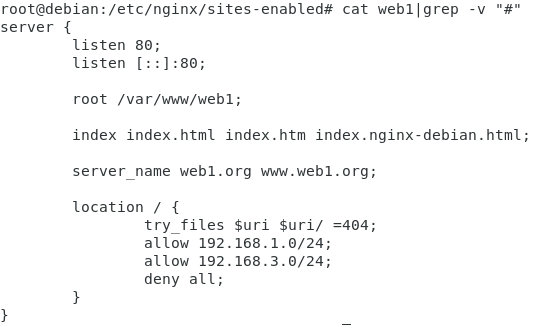 root@debian:/etc/nginx/sites-enabled# cat web1|grep -v "#"
server {
        listen 80;
        listen [::]:80;

        root /var/www/web1;

        index index.html index.htm index.nginx-debian.html;

        server_name web1.org www.web1.org;

        location / {
                try_files $uri $uri/ =404;
                allow 192.168.1.0/24;
                allow 192.168.3.0/24;
                deny all;
        }
}